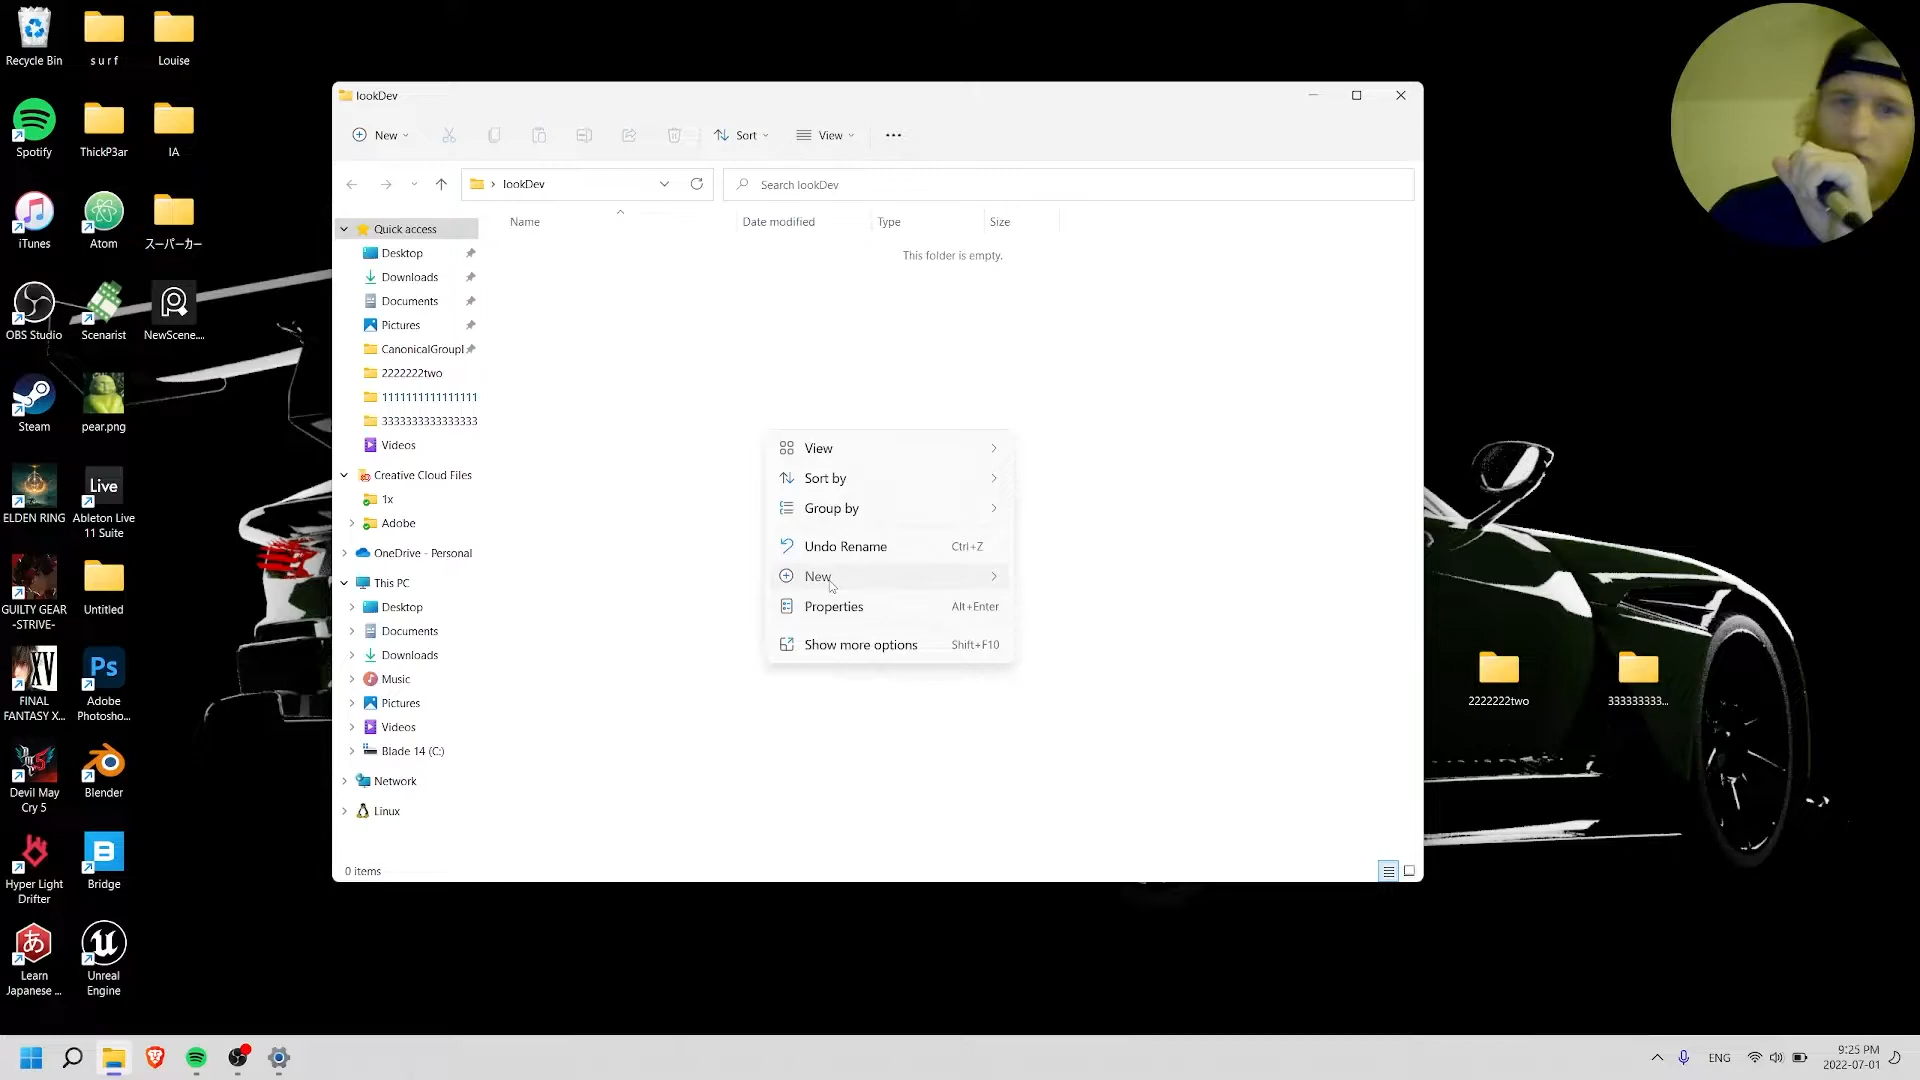 Recycle Bin
s u r f
Louise
Spotify
ThickP3ar
IA
iTunes
Atom
スーパーカー
OBS Studio
Scenarist
NewScene....
Steam
pear.png
ELDEN RING
Live
Ableton Live
11 Suite
GUILTY GEAR
-STRIVE-
Untitled
XV
FINAL
FANTASY X...
Ps
Adobe
Photosho...
Devil May
Cry 5
Blender
Hyper Light
Drifter
B
Bridge
あ
Learn
Japanese ...
Unreal
Engine
lookDev
New
Sort
View
lookDev
Search lookDev
Name
Date modified
Type
Size
This folder is empty.
Quick access
Desktop
Downloads
Documents
Pictures
CanonicalGroupl
2222222two
1111111111111111
3333333333333333
Videos
Creative Cloud Files
1x
Adobe
OneDrive - Personal
This PC
Desktop
Documents
Downloads
Music
Pictures
Videos
Blade 14 (C:)
Network
Linux
0 items
View
Sort by
Group by
Undo Rename Ctrl+Z
New
Properties Alt+Enter
Show more options Shift+F10
2222222two
333333333...
ENG
9:25 PM
2022-07-01